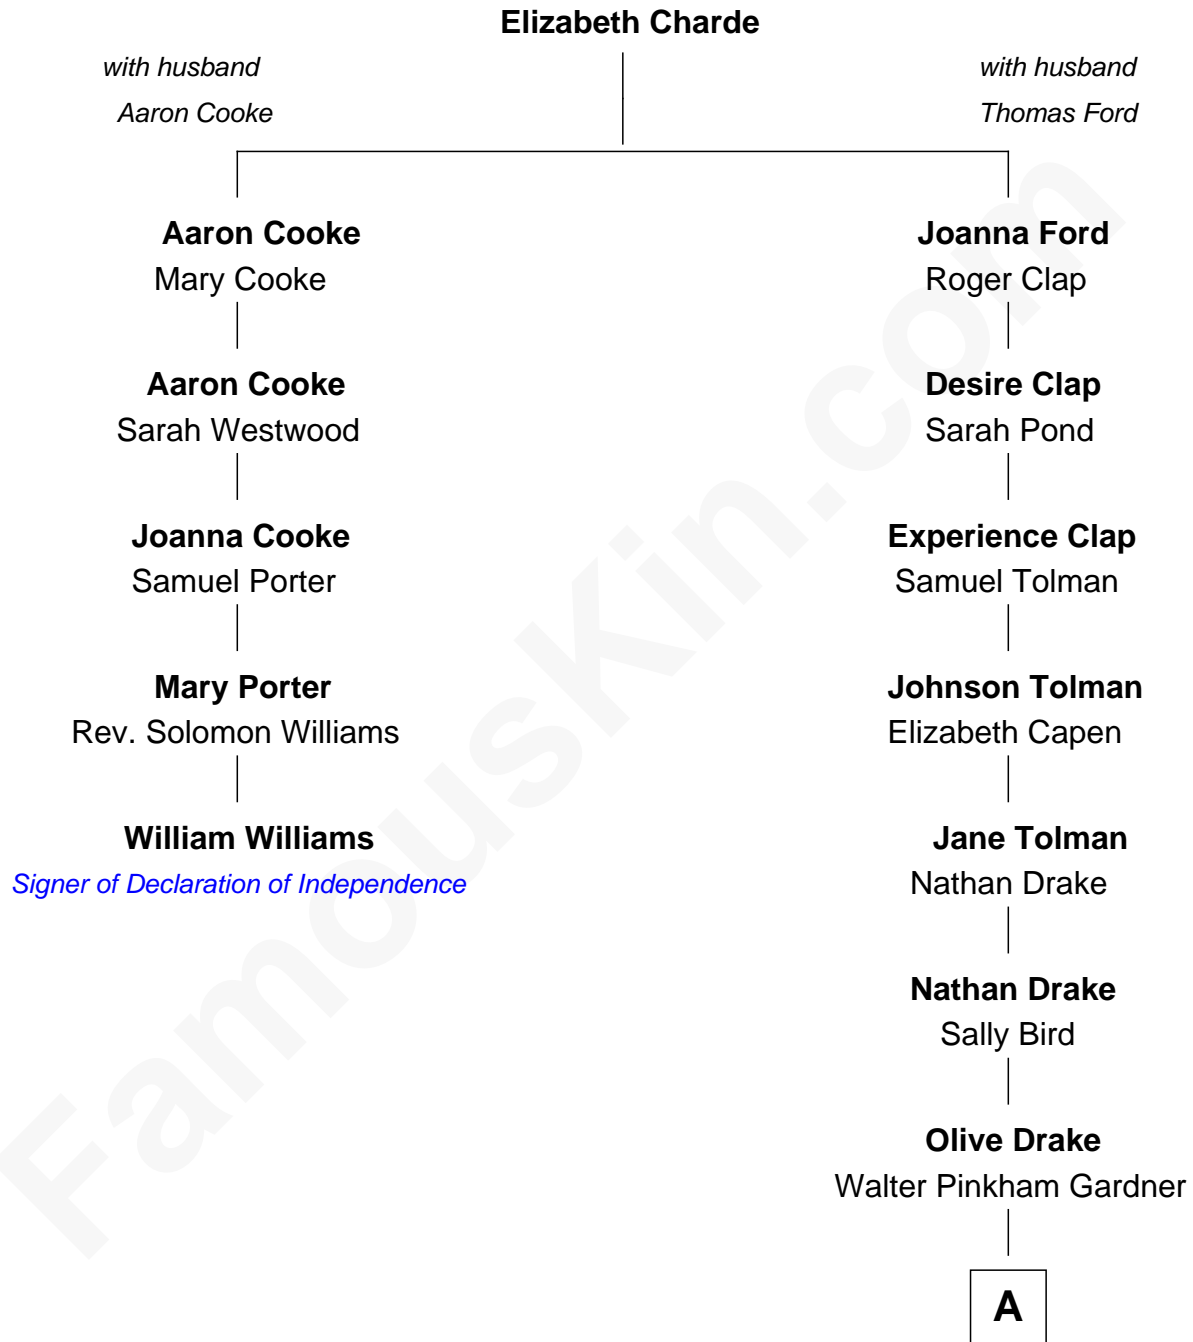 Elizabeth Charde
with husband
Aaron Cooke
with husband
Thomas Ford
Aaron Cooke
Mary Cooke
Joanna Ford
Roger Clap
Aaron Cooke
Sarah Westwood
Desire Clap
Sarah Pond
Joanna Cooke
Samuel Porter
Experience Clap
Samuel Tolman
Mary Porter
Rev. Solomon Williams
Johnson Tolman
Elizabeth Capen
William Williams
Signer of Declaration of Independence
Jane Tolman
Nathan Drake
Nathan Drake
Sally Bird
Olive Drake
Walter Pinkham Gardner
A
FamousKin.com